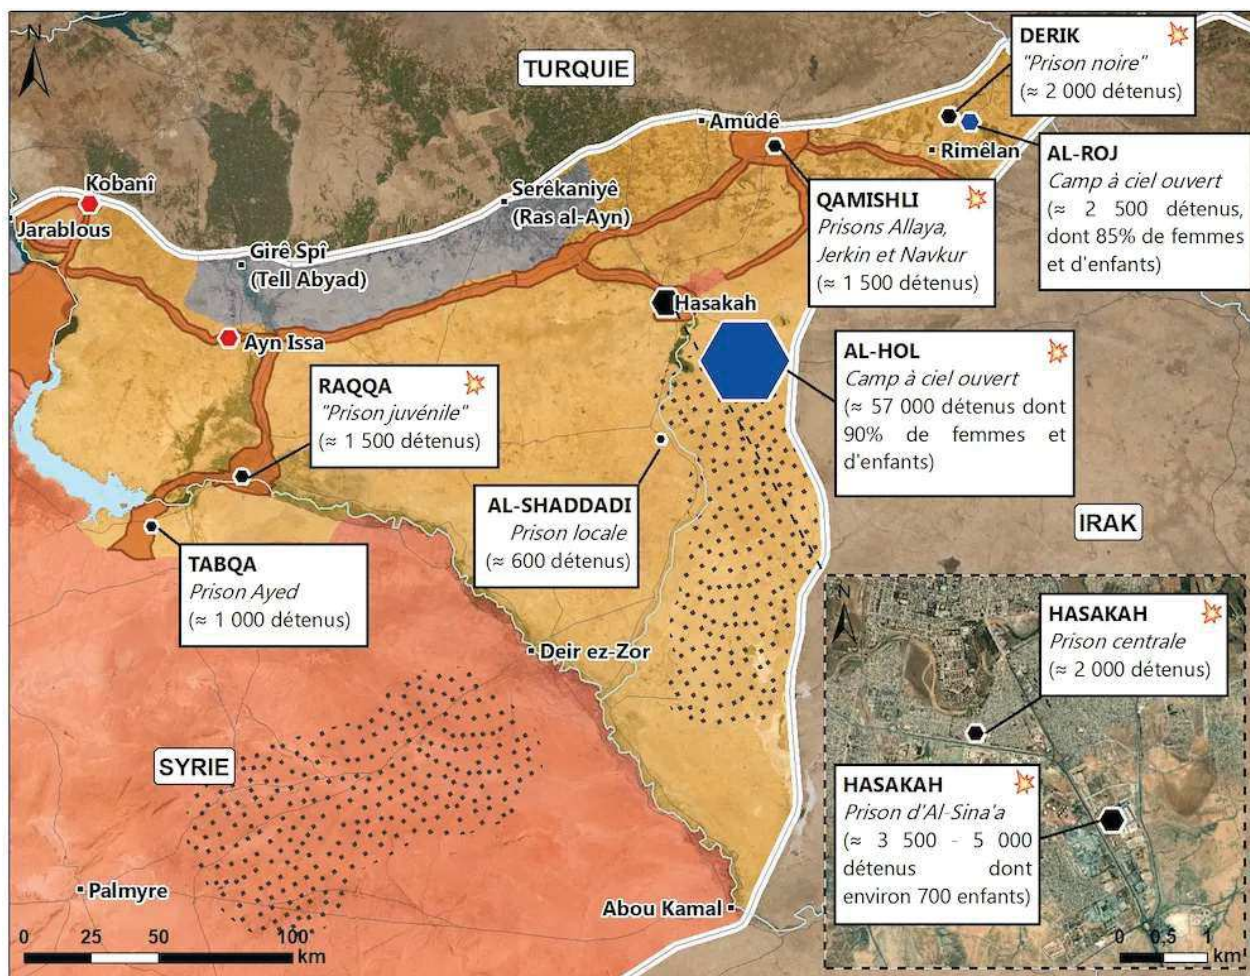 N
TURQUIE
DERIK
"Prison noire"
(≈ 2 000 détenus)
Amûdê
Rimêlan
AL-ROJ
Camp à ciel ouvert
(≈ 2 500 détenus,
dont 85% de femmes
et d'enfants)
Kobanî
Jarablous
Serêkaniyê
(Ras al-Ayn)
QAMISHLI
Prisons Allaya,
Jerkin et Navkur
(≈ 1 500 détenus)
Girê Spî
(Tell Abyad)
Hasakah
Ayn Issa
AL-HOL
Camp à ciel ouvert
(≈ 57 000 détenus dont
90% de femmes et
d'enfants)
RAQQA
"Prison juvénile"
(≈ 1 500 détenus)
AL-SHADDADI
Prison locale
(≈ 600 détenus)
IRAK
TABQA
Prison Ayed
(≈ 1 000 détenus)
Deir ez-Zor
SYRIE
Palmyre
Abou Kamal
0 25 50 100
km
N
HASAKAH
Prison centrale
(≈ 2 000 détenus)
HASAKAH
Prison d'Al-Sina'a
(≈ 3 500 - 5 000
détenus dont
environ 700 enfants)
0 0,5 1
km